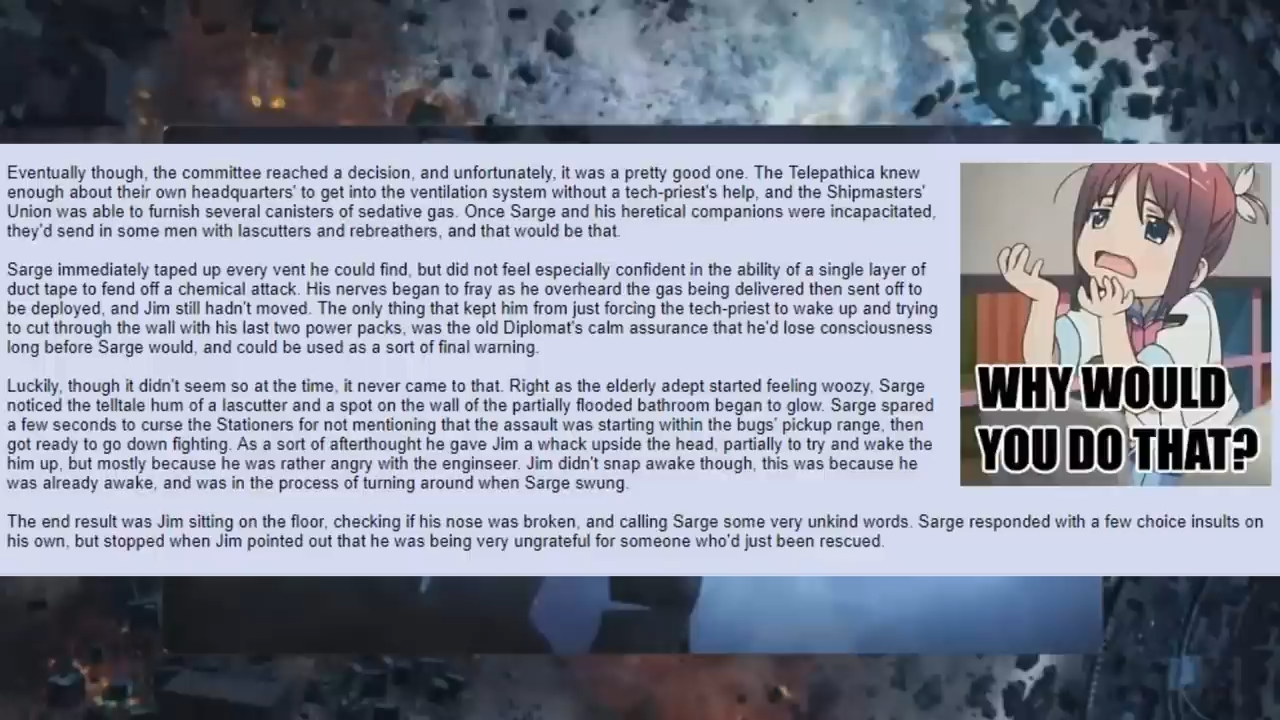 Eventually though, the committee reached a decision, and unfortunately, it was a pretty good one. The Telepathica knew
enough about their own headquarters' to get into the ventilation system without a tech-priest's help, and the Shipmasters'
Union was able to furnish several canisters of sedative gas. Once Sarge and his heretical companions were incapacitated,
they'd send in some men with lascutters and rebreathers, and that would be that.
Sarge immediately taped up every vent he could find, but did not feel especially confident in the ability of a single layer of
duct tape to fend off a chemical attack. His nerves began to fray as he overheard the gas being delivered then sent off to
be deployed, and Jim still hadn't moved. The only thing that kept him from just forcing the tech-priest to wake up and trying
to cut through the wall with his last two power packs, was the old Diplomat's calm assurance that he'd lose consciousness
long before Sarge would, and could be used as a sort of final warning.
Luckily, though it didn't seem so at the time, it never came to that. Right as the elderly adept started feeling woozy, Sarge
noticed the telltale hum of a lascutter and a spot on the wall of the partially flooded bathroom began to glow. Sarge spared
a few seconds to curse the Stationers for not mentioning that the assault was starting within the bugs' pickup range, then
got ready to go down fighting. As a sort of afterthought he gave Jim a whack upside the head, partially to try and wake the
him up, but mostly because he was rather angry with the engineer. Jim didn't snap awake though, this was because he
was already awake, and was in the process of turning around when Sarge swung.
The end result was Jim sitting on the floor, checking if his nose was broken, and calling Sarge some very unkind words. Sarge responded with a few choice insults on
his own, but stopped when Jim pointed out that he was being very ungrateful for someone who'd just been rescued.
WHY WOULD
YOU DO THAT?